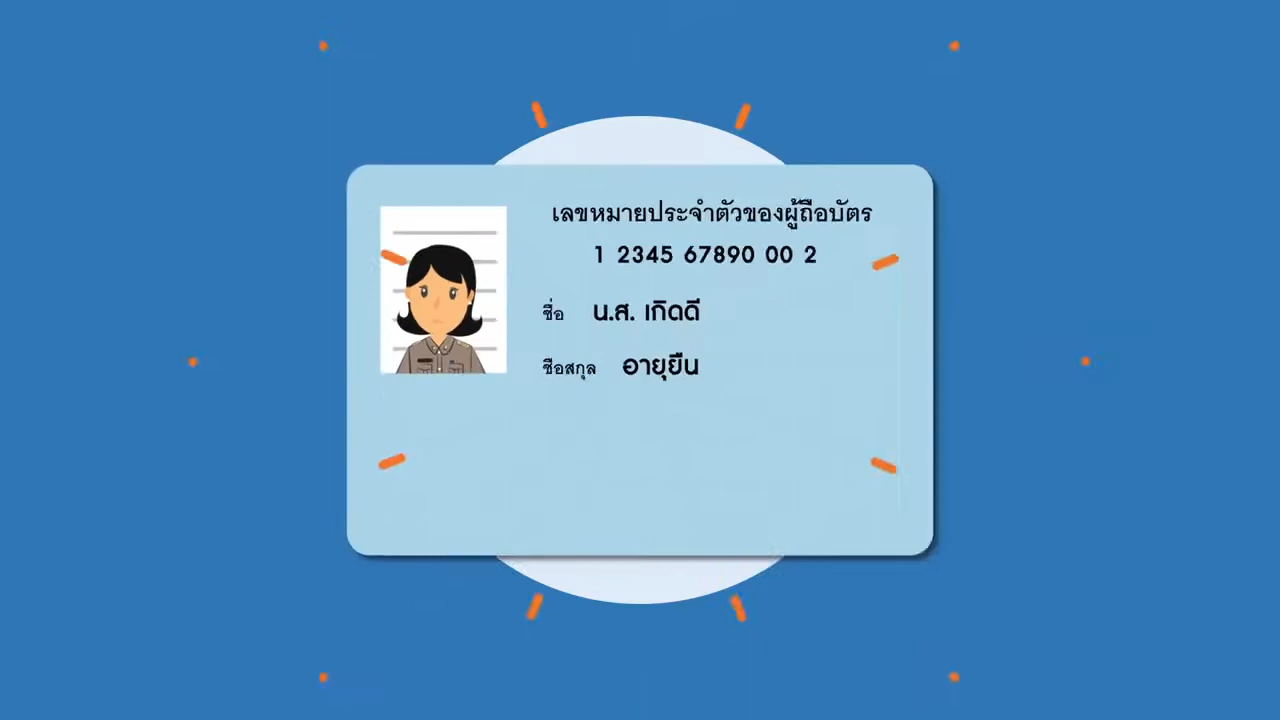 เลขหมายประจำตัวของผู้ถือบัตร
1 2345 67890 00 2
ชื่อ น.ส. เกิดดี
ชือสกุล อายุยืน